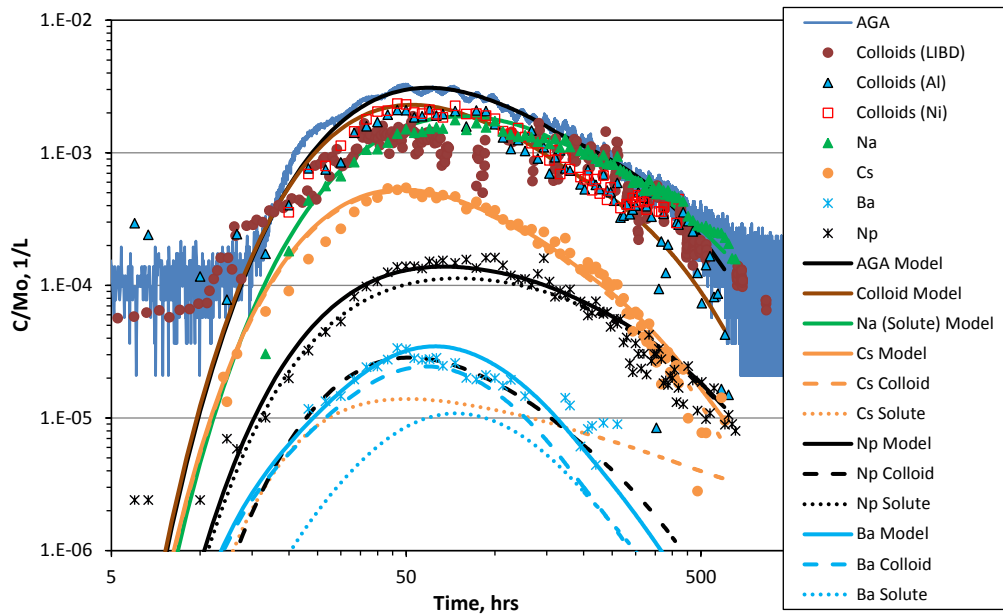 1.E-02
1.E-03
1.E-04
1.E-05
1.E-06
C/Mo, 1/L
5
50
500
Time, hrs
AGA
Colloids (LIBD)
Colloids (Al)
Colloids (Ni)
Na
Cs
Ba
Np
AGA Model
Colloid Model
Na (Solute) Model
Cs Model
Cs Colloid
Cs Solute
Np Model
Np Colloid
Np Solute
Ba Model
Ba Colloid
Ba Solute